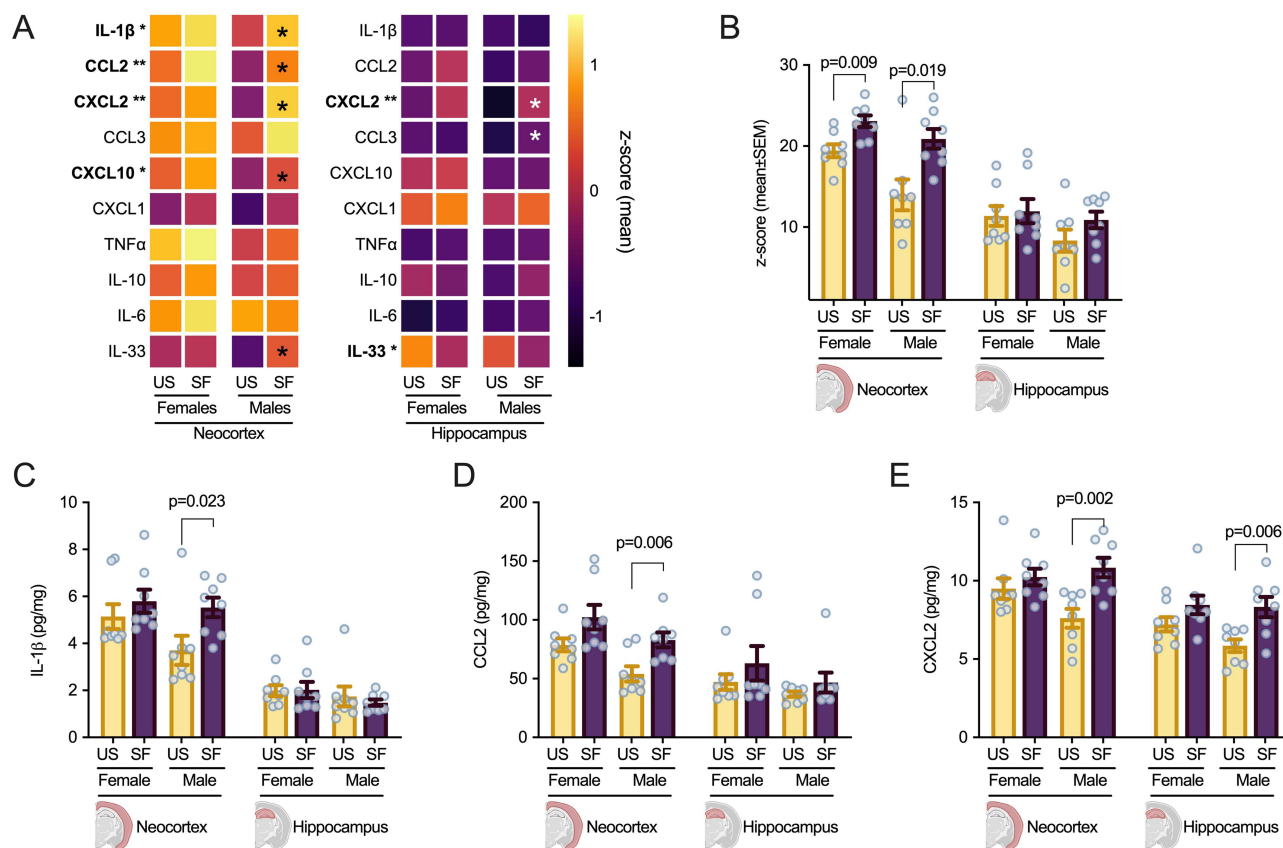 A
IL-1β *
CCL2 **
CXCL2 **
CCL3
CXCL10 *
CXCL1
TNFα
IL-10
IL-6
IL-33
* * * * *
US SF US SF
Females Males
Neocortex
IL-1β
CCL2
CXCL2 **
CCL3
CXCL10
CXCL1
TNFα
IL-10
IL-6
IL-33 *
* *
US SF US SF
Females Males
Hippocampus
1
0
-1
z-score (mean)
B
z-score (mean±SEM)
30
20
10
p=0.009 p=0.019
US SF US SF US SF US SF
Female Male Female Male
Neocortex Hippocampus
C
IL-1β (pg/mg)
10
8
6
4
2
0
p=0.023
US SF US SF US SF US SF
Female Male Female Male
Neocortex Hippocampus
D
CCL2 (pg/mg)
200
150
100
50
0
p=0.006
US SF US SF US SF US SF
Female Male Female Male
Neocortex Hippocampus
E
CXCL2 (pg/mg)
15
10
5
0
p=0.002
p=0.006
US SF US SF US SF US SF
Female Male Female Male
Neocortex Hippocampus